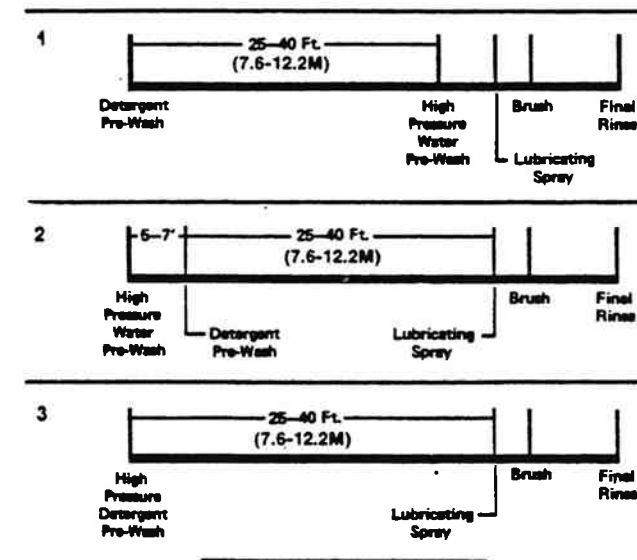 1
25–40 Ft.
(7.6-12.2M)
Detergent
Pre-Wash
High
Pressure
Water
Pre-Wash
Lubricating
Spray
Brush
Final
Rinse
2
6–7'
25–40 Ft.
(7.6-12.2M)
High
Pressure
Water
Pre-Wash
Detergent
Pre-Wash
Lubricating
Spray
Brush
Final
Rinse
3
25–40 Ft.
(7.6-12.2M)
High
Pressure
Detergent
Pre-Wash
Lubricating
Spray
Brush
Final
Rinse